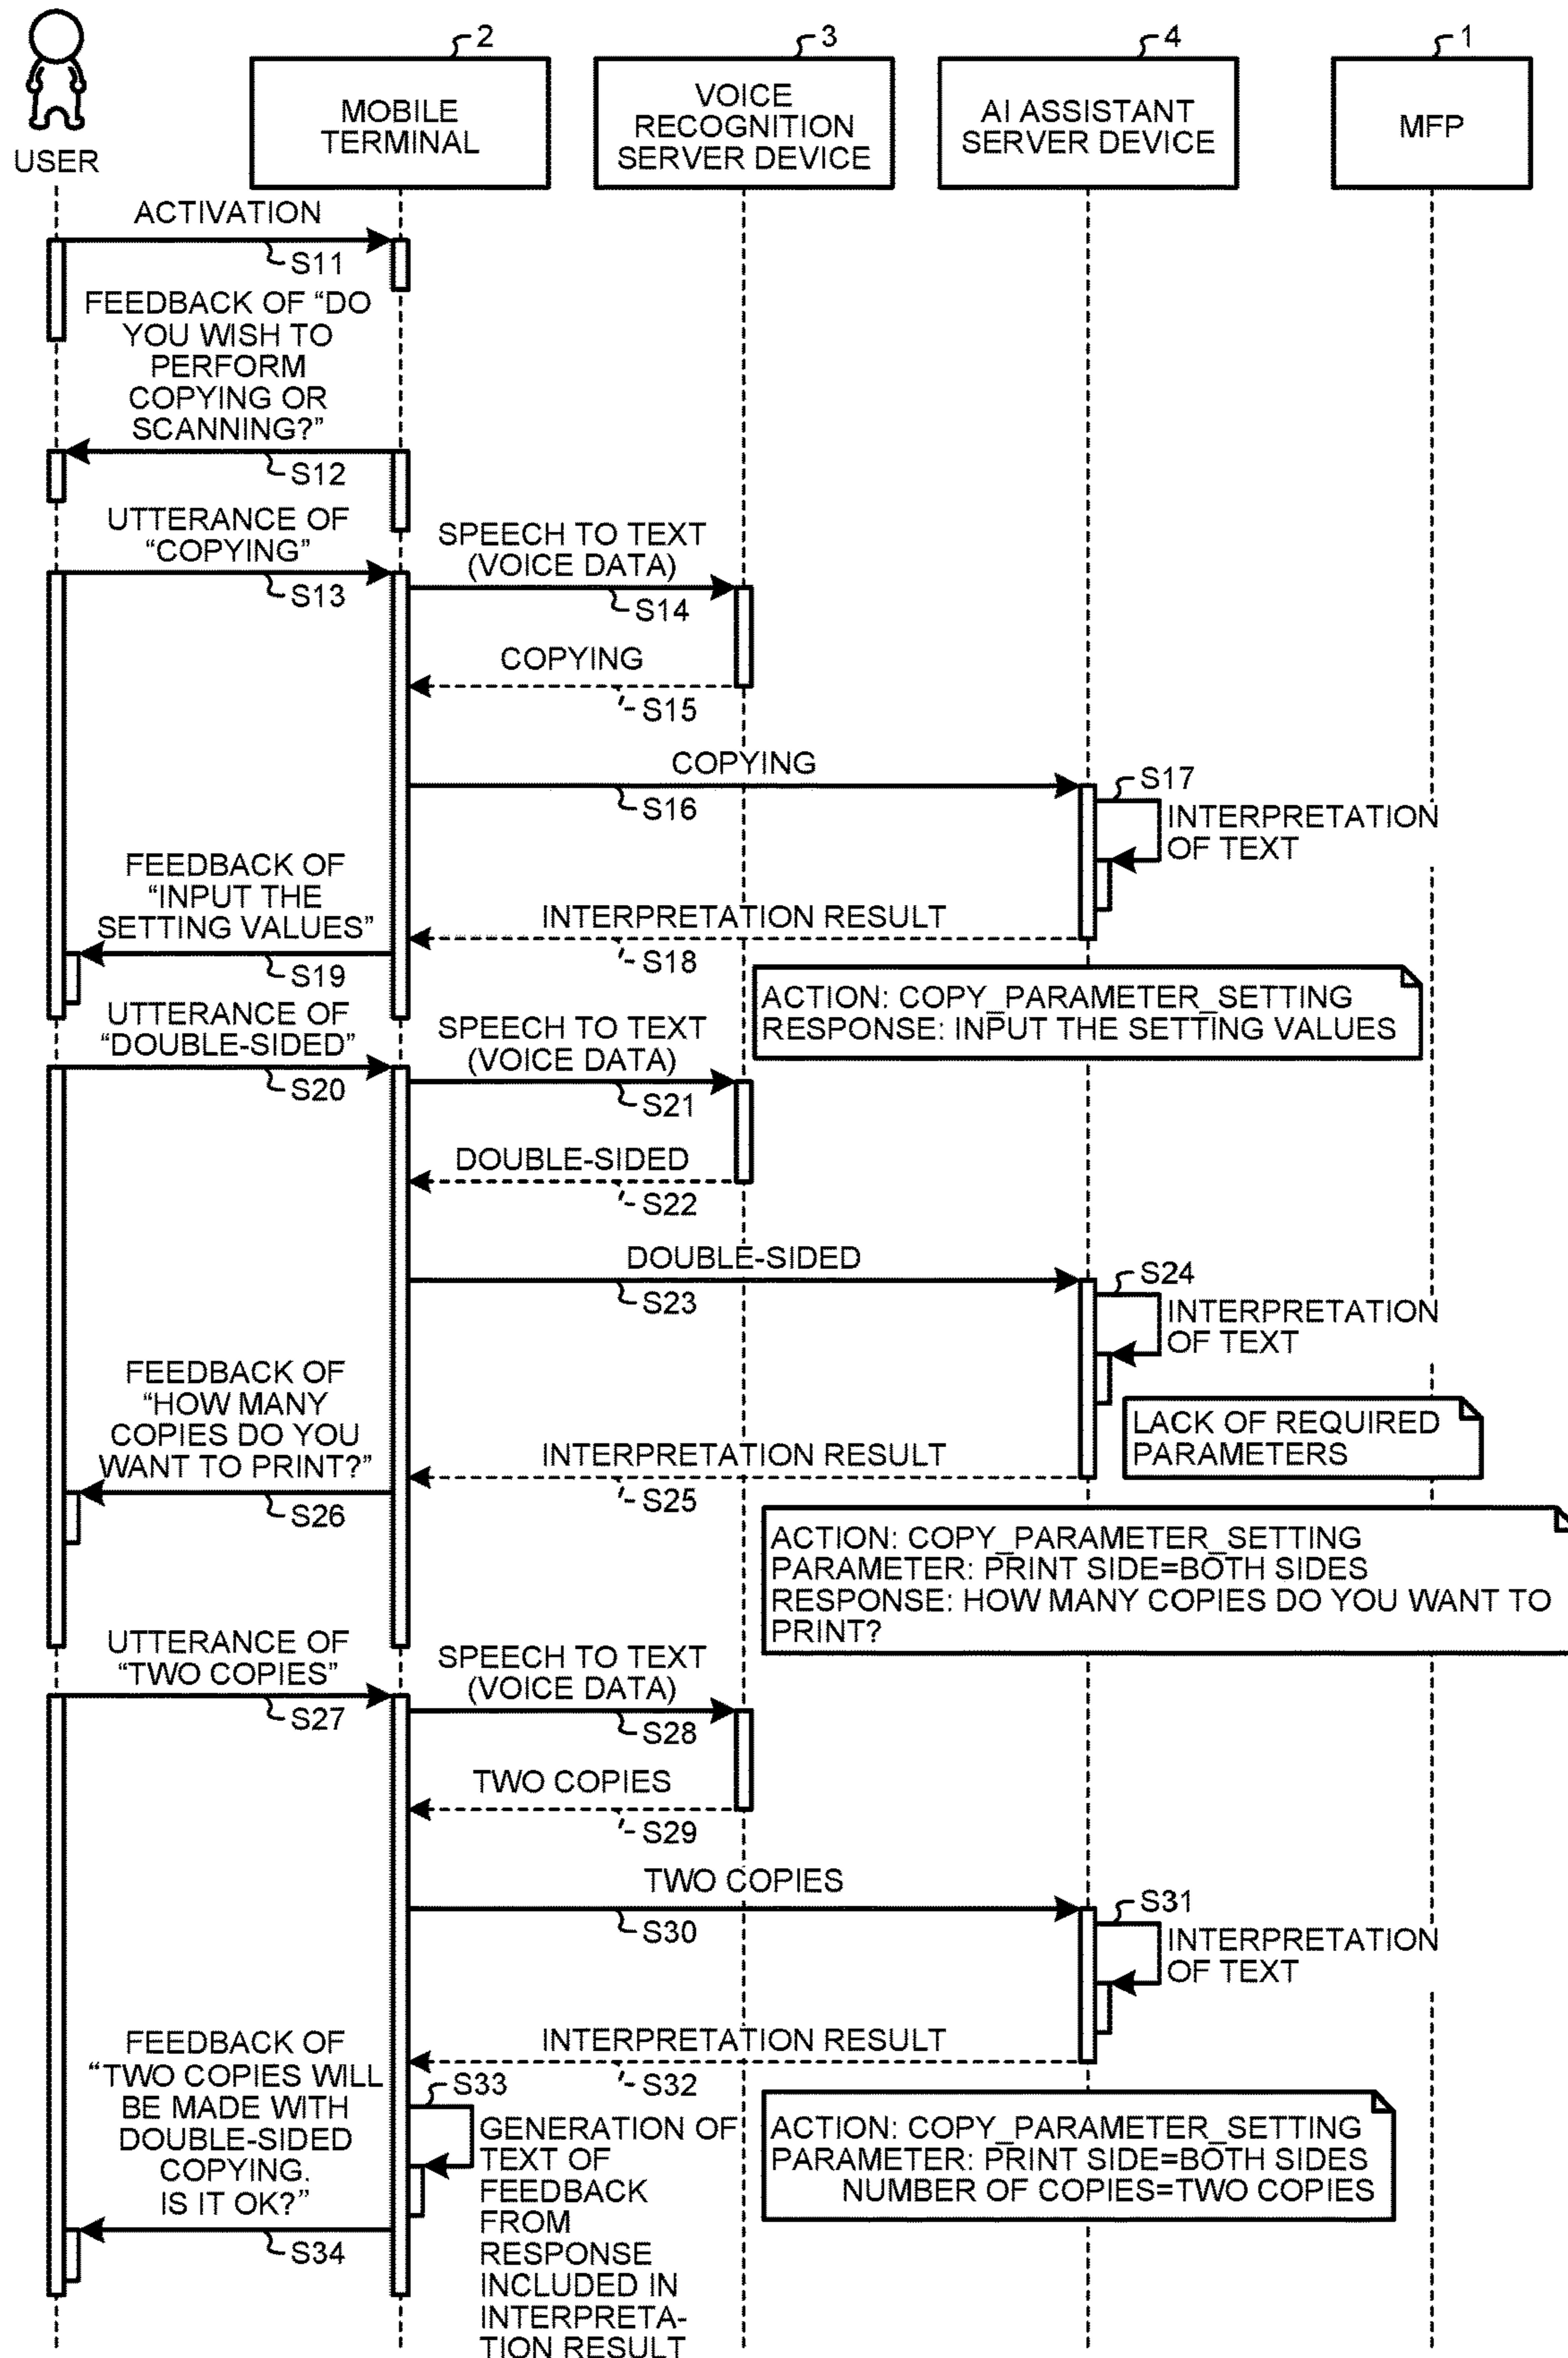 2
3
4
1
MOBILE
TERMINAL
VOICE
RECOGNITION
SERVER DEVICE
AI ASSISTANT
SERVER DEVICE
MFP
USER
ACTIVATION
S11
FEEDBACK OF “DO
YOU WISH TO
PERFORM
COPYING OR
SCANNING?”
S12
UTTERANCE OF
“COPYING”
S13
SPEECH TO TEXT
(VOICE DATA)
S14
COPYING
S15
COPYING
S16
S17
INTERPRETATION
OF TEXT
INTERPRETATION RESULT
S18
FEEDBACK OF
“INPUT THE
SETTING VALUES”
S19
ACTION: COPY_PARAMETER_SETTING
RESPONSE: INPUT THE SETTING VALUES
UTTERANCE OF
“DOUBLE-SIDED”
S20
SPEECH TO TEXT
(VOICE DATA)
S21
DOUBLE-SIDED
S22
DOUBLE-SIDED
S23
S24
INTERPRETATION
OF TEXT
LACK OF REQUIRED
PARAMETERS
INTERPRETATION RESULT
S25
FEEDBACK OF
“HOW MANY
COPIES DO YOU
WANT TO PRINT?”
S26
ACTION: COPY_PARAMETER_SETTING
PARAMETER: PRINT SIDE=BOTH SIDES
RESPONSE: HOW MANY COPIES DO YOU WANT TO
PRINT?
UTTERANCE OF
“TWO COPIES”
S27
SPEECH TO TEXT
(VOICE DATA)
S28
TWO COPIES
S29
TWO COPIES
S30
S31
INTERPRETATION
OF TEXT
INTERPRETATION RESULT
S32
ACTION: COPY_PARAMETER_SETTING
PARAMETER: PRINT SIDE=BOTH SIDES
NUMBER OF COPIES=TWO COPIES
S33
GENERATION OF
TEXT OF
FEEDBACK
FROM
RESPONSE
INCLUDED IN
INTERPRETA-
TION RESULT
FEEDBACK OF
“TWO COPIES WILL
BE MADE WITH
DOUBLE-SIDED
COPYING.
IS IT OK?”
S34